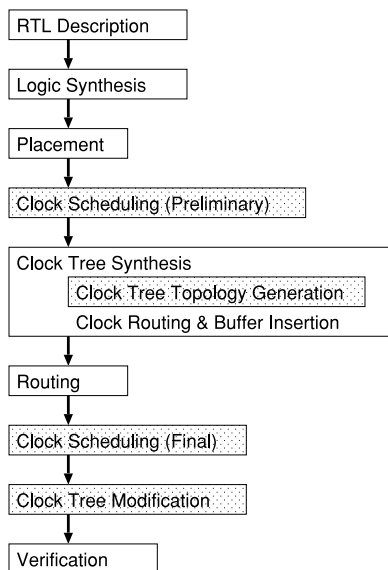 RTL Description
Logic Synthesis
Placement
Clock Scheduling (Preliminary)
Clock Tree Synthesis
Clock Tree Topology Generation
Clock Routing & Buffer Insertion
Routing
Clock Scheduling (Final)
Clock Tree Modification
Verification